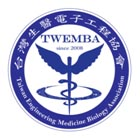 台灣生醫電子工程協會
TWEMBA
since 2008
Taiwan Engineering Medicine Biology Association